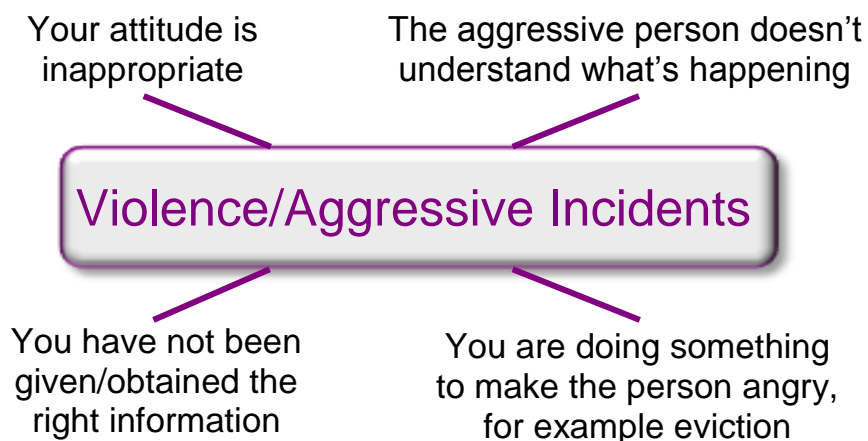 Your attitude is
inappropriate
The aggressive person doesn’t
understand what’s happening
Violence/Aggressive Incidents
You have not been
given/obtained the
right information
You are doing something
to make the person angry,
for example eviction